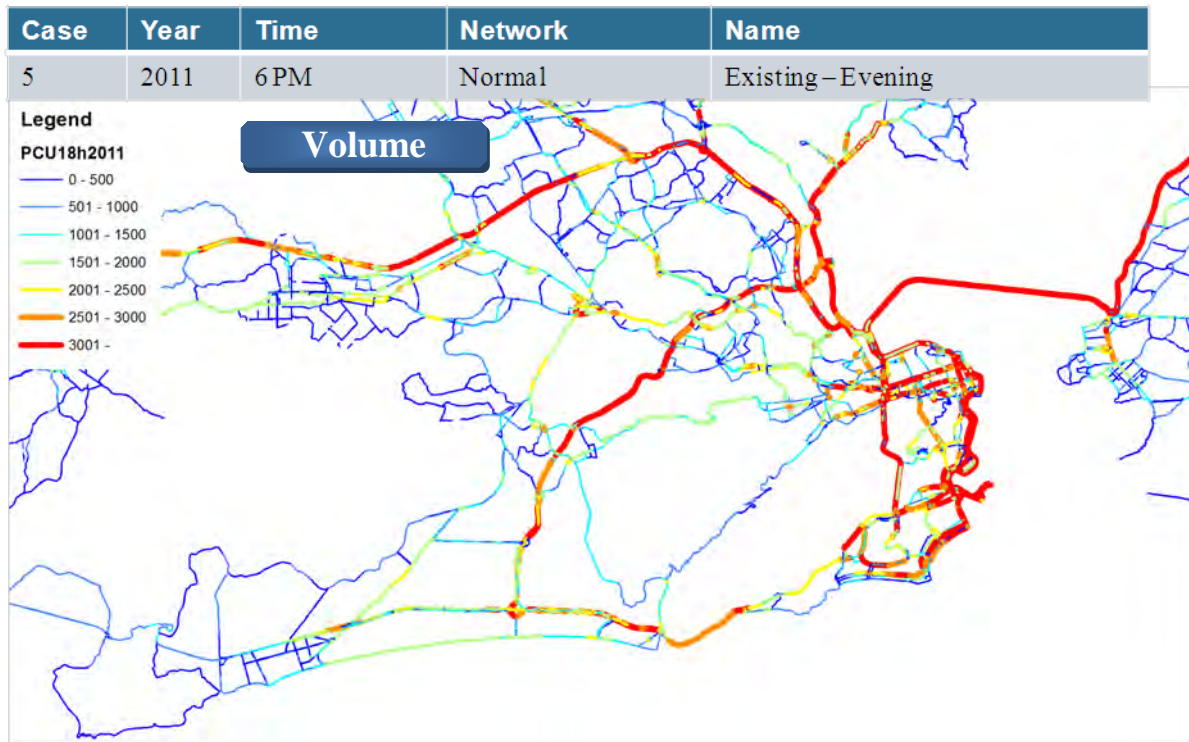 Case Year Time Network Name
5 2011 6 PM Normal Existing – Evening
Legend
Volume
PCU18h2011
0 - 500
501 - 1000
1001 - 1500
1501 - 2000
2001 - 2500
2501 - 3000
3001 -